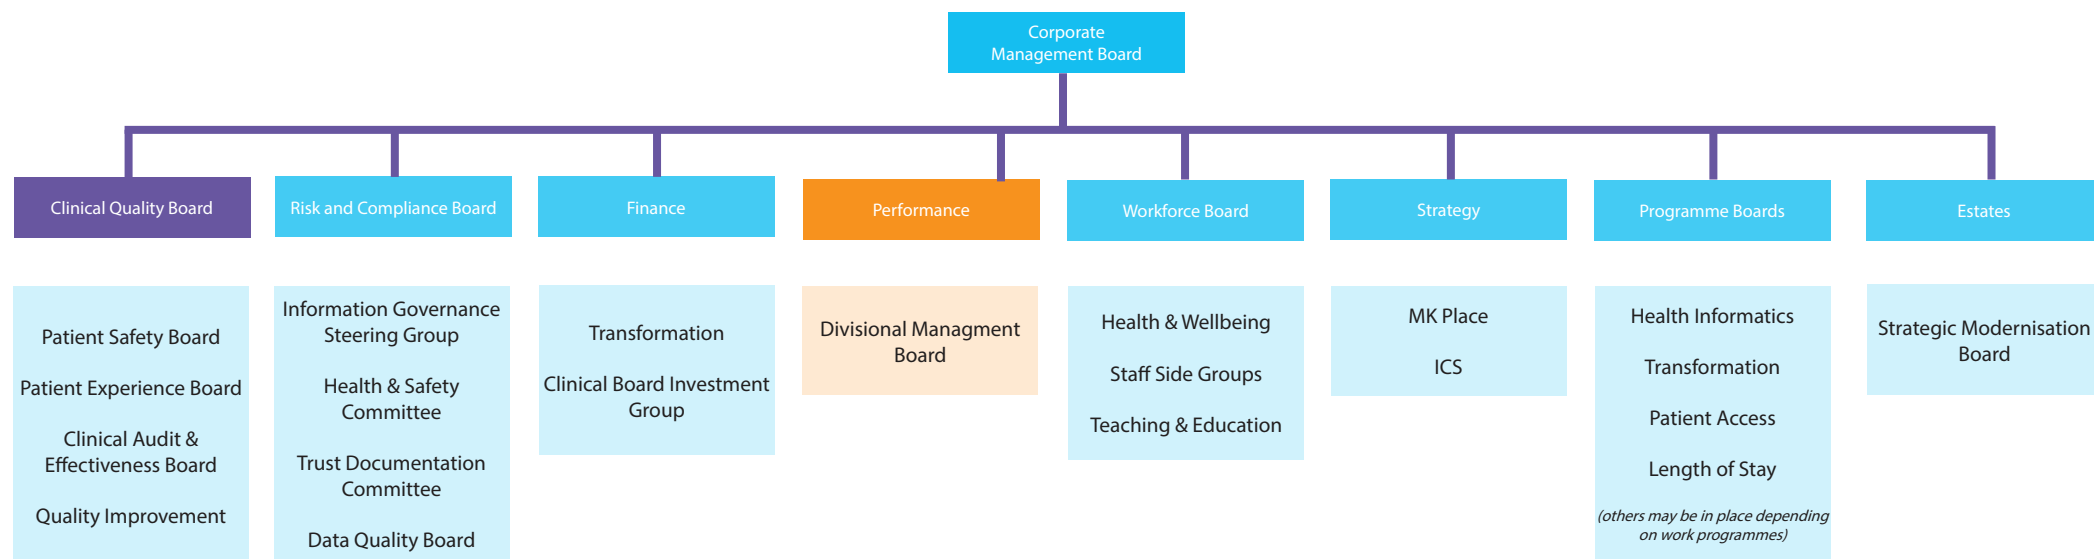 Corporate
Management Board
Clinical Quality Board
Risk and Compliance Board
Finance
Performance
Workforce Board
Strategy
Programme Boards
Estates
Patient Safety Board
Patient Experience Board
Clinical Audit &
Effectiveness Board
Quality Improvement
Information Governance
Steering Group
Health & Safety
Committee
Trust Documentation
Committee
Data Quality Board
Transformation
Clinical Board Investment
Group
Divisional Managment
Board
Health & Wellbeing
Staff Side Groups
Teaching & Education
MK Place
ICS
Health Informatics
Transformation
Patient Access
Length of Stay
(others may be in place depending
on work programmes)
Strategic Modernisation
Board